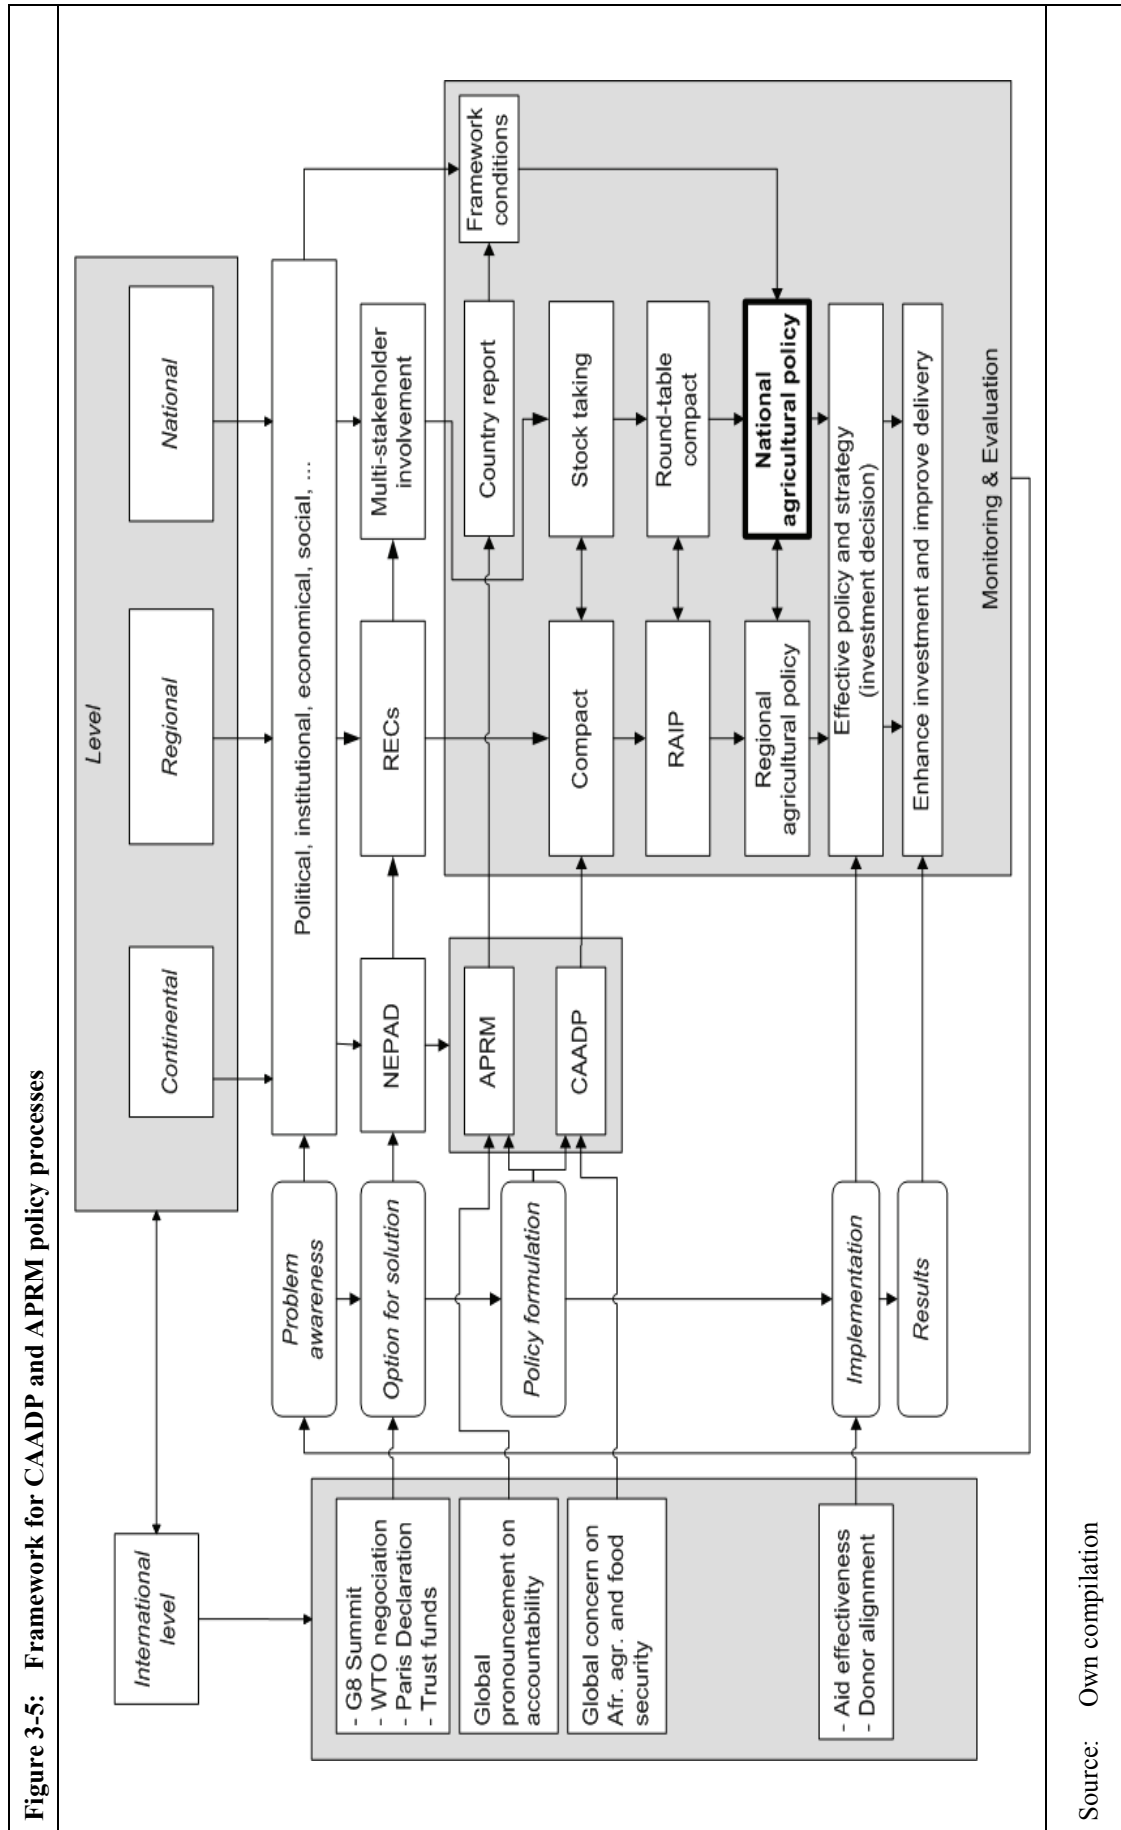 Figure 3-5: Framework for CAADP and APRM policy processes
Level
International
level
Continental
Regional
National
Problem
awareness
Political, institutional, economical, social, ...
- G8 Summit
- WTO negociation
- Paris Declaration
- Trust funds
Option for solution
NEPAD
RECs
Multi-stakeholder
involvement
Global
pronouncement on
accountability
Policy formulation
APRM
Country report
Framework
conditions
Global concern on
Afr. agr. and food
security
CAADP
Compact
Stock taking
RAIP
Round-table
compact
Regional
agricultural policy
National
agricultural policy
- Aid effectiveness
- Donor alignment
Implementation
Effective policy and strategy
(investment decision)
Results
Enhance investment and improve delivery
Monitoring & Evaluation
Source: Own compilation